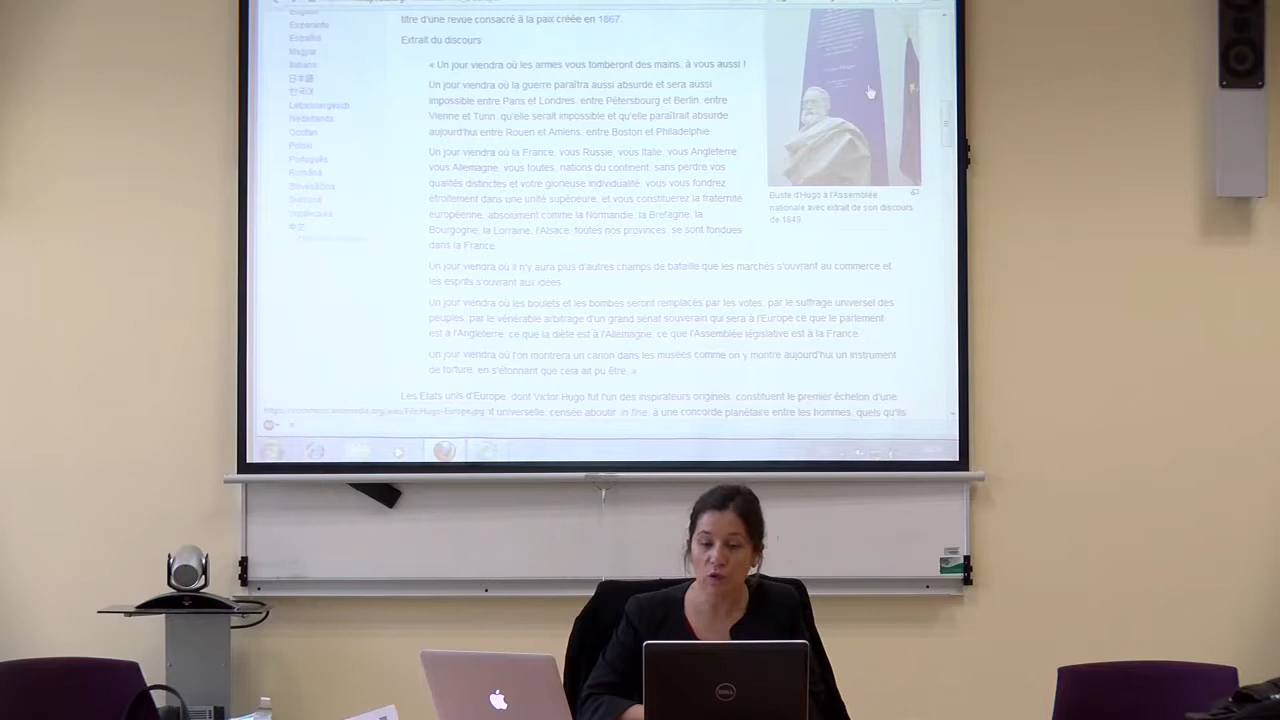 titre d'une revue consacré à la paix créée en 1867.
Extrait du discours
« Un jour viendra où les armes vous tomberont des mains, à vous aussi !
Un jour viendra où la guerre paraîtra aussi absurde et sera aussi
impossible entre Paris et Londres, entre Pétersbourg et Berlin, entre
Vienne et Turin, qu'elle serait impossible et qu'elle paraîtrait absurde
aujourd'hui entre Rouen et Amiens, entre Boston et Philadelphie.
Un jour viendra où la France, vous Russie, vous Italie, vous Angleterre,
vous Allemagne, vous toutes, nations du continent, sans perdre vos
qualités distinctes et votre glorieuse individualité, vous vous fondrez
étroitement dans une unité supérieure, et vous constituerez la fraternité
européenne, absolument comme la Normandie, la Bretagne, la
Bourgogne, la Lorraine, l'Alsace, toutes nos provinces, se sont fondues
dans la France.
Un jour viendra où il n'y aura plus d'autres champs de bataille que les marchés s'ouvrant au commerce et
les esprits s'ouvrant aux idées.
Un jour viendra où les boulets et les bombes seront remplacés par les votes, par le suffrage universel des
peuples, par le vénérable arbitrage d'un grand sénat souverain qui sera à l'Europe ce que le parlement
est à l'Angleterre, ce que la diète est à l'Allemagne, ce que l'Assemblée législative est à la France.
Un jour viendra où l'on montrera un canon dans les musées comme on y montre aujourd'hui un instrument
de torture, en s'étonnant que cela ait pu être. »
Les États unis d'Europe, dont Victor Hugo fut l'un des inspirateurs originels, constituent le premier échelon d'une
universelle, censée aboutir, in fine, à une concorde planétaire entre les hommes, quels qu'ils
Buste d'Hugo à l'Assemblée
nationale avec extrait de son discours
de 1849.
English
Esperanto
Español
Magyar
Italiano
日本語
한국어
Lëtzebuergesch
Nederlands
Occitan
Polski
Português
Română
Slovenščina
Svenska
Українська
中文
DELL